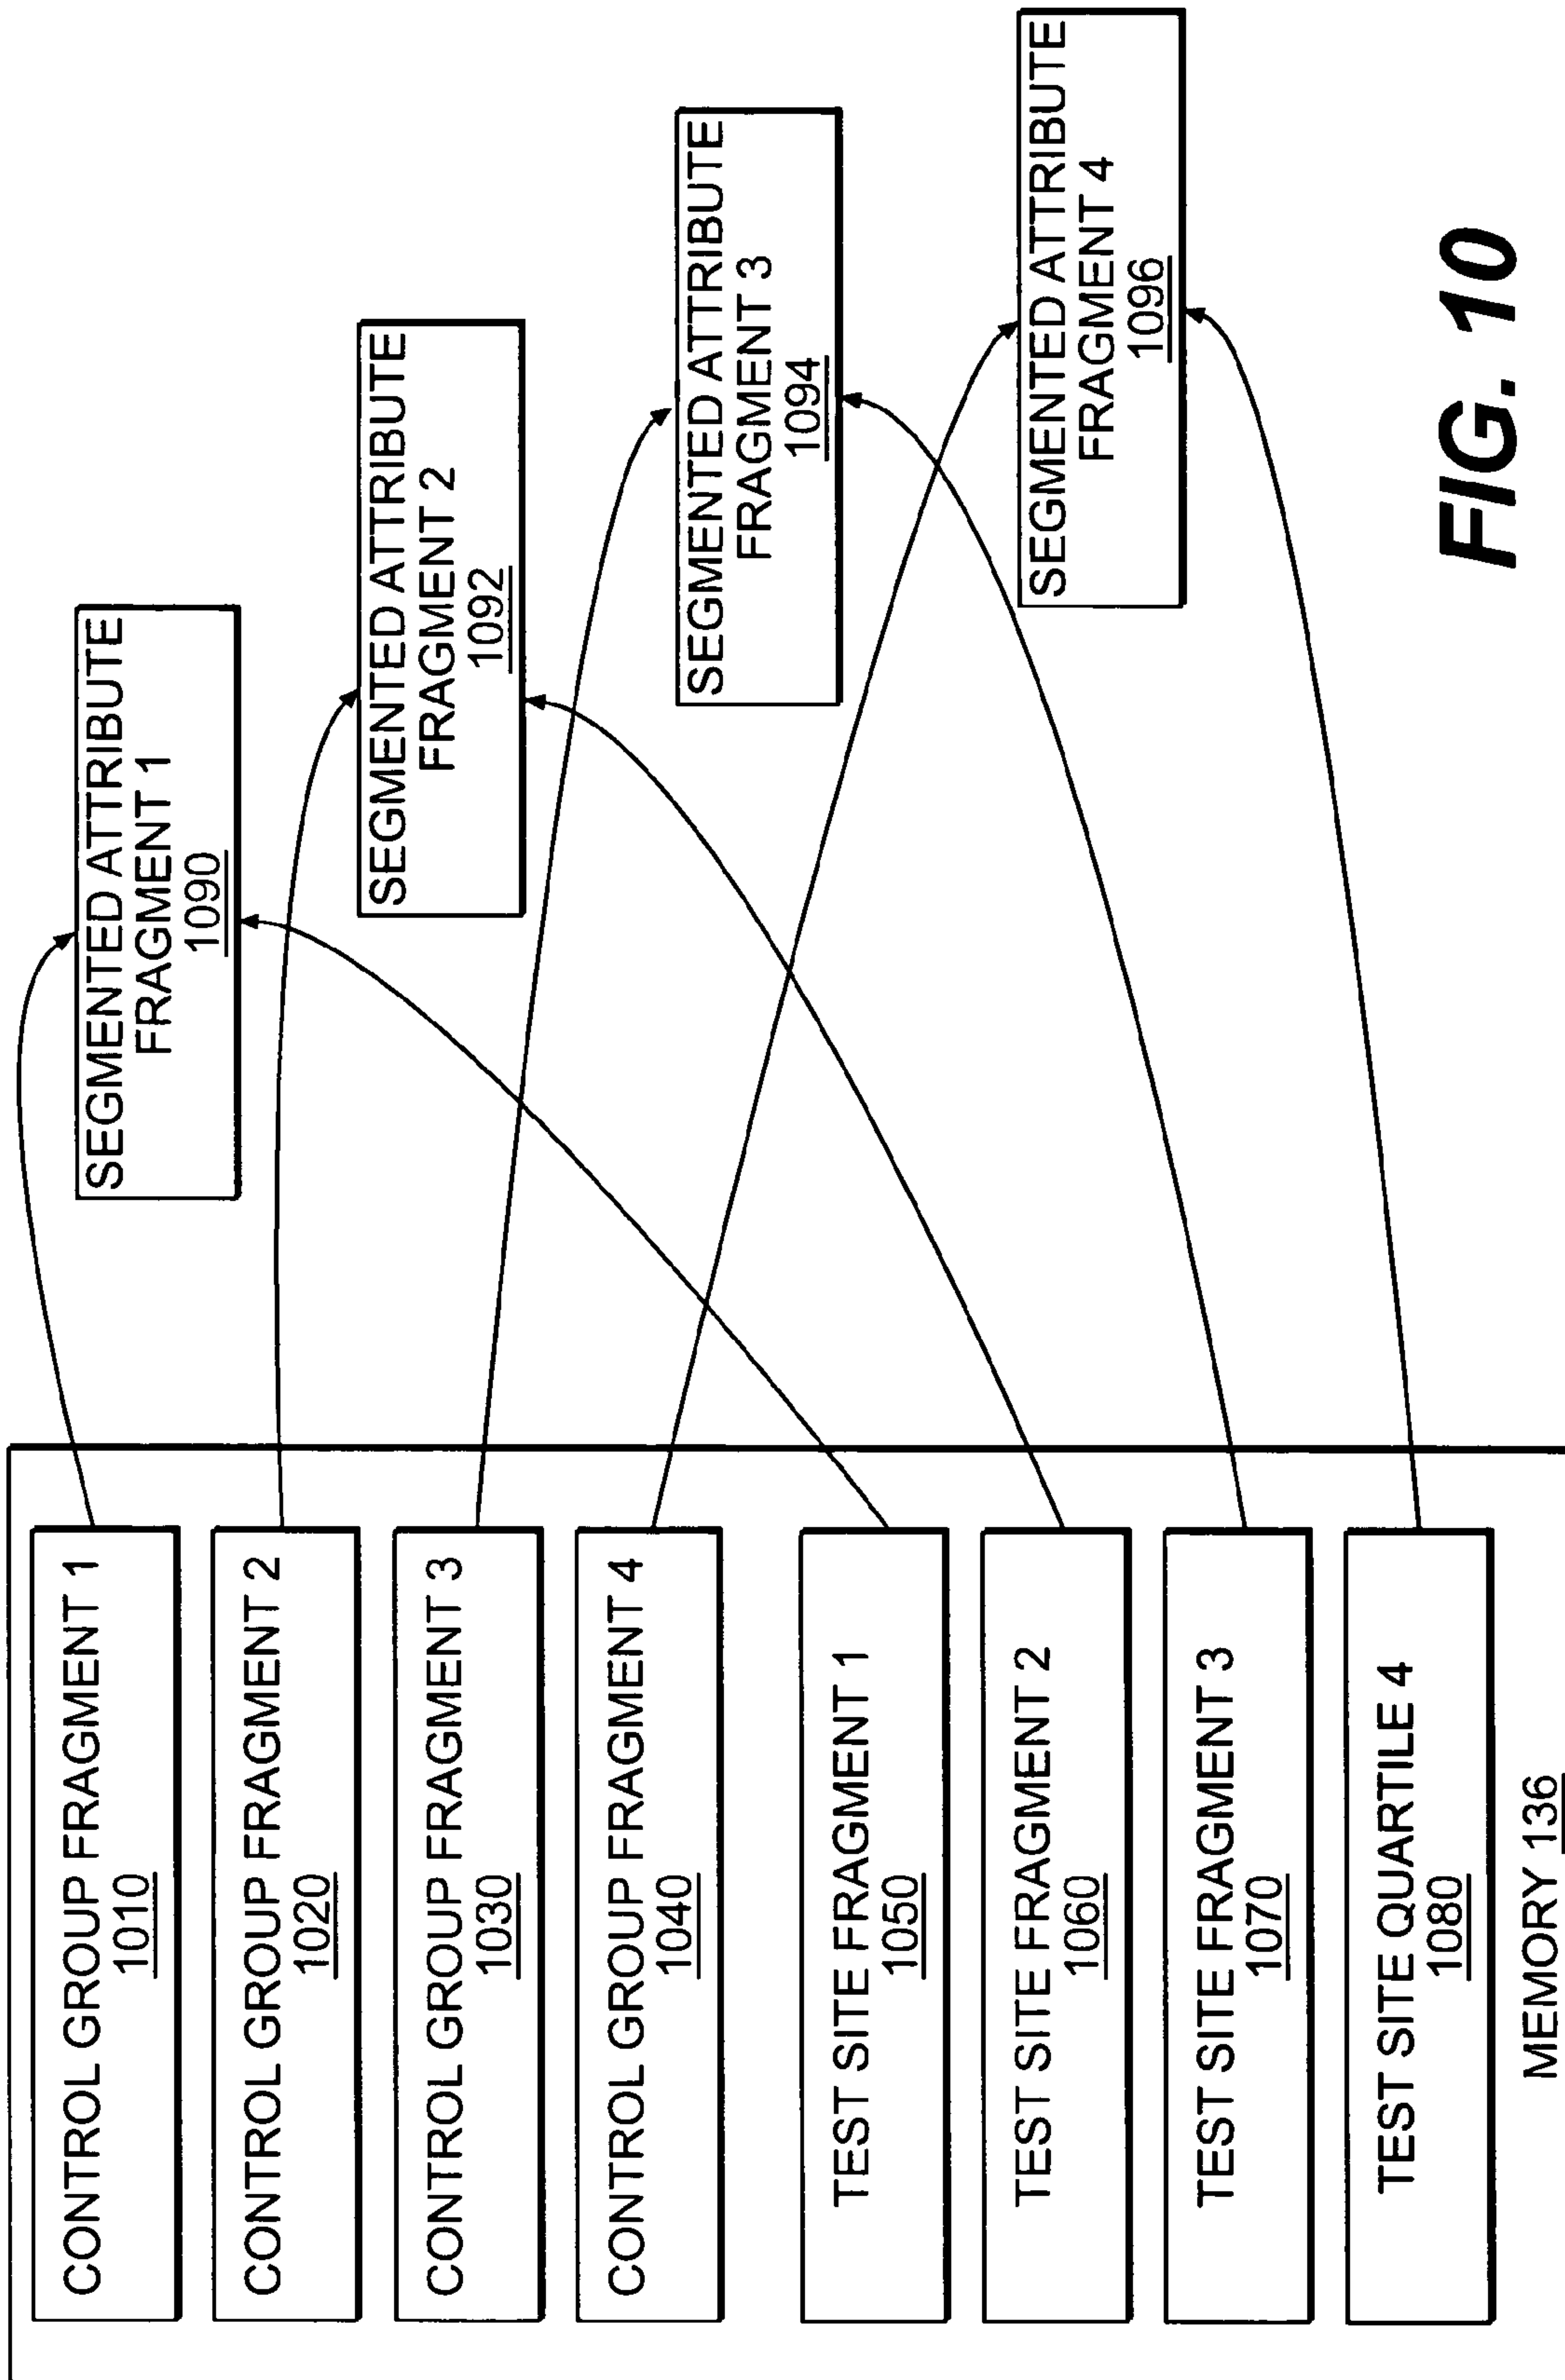 CONTROL GROUP FRAGMENT 1
1010
CONTROL GROUP FRAGMENT 2
1020
CONTROL GROUP FRAGMENT 3
1030
CONTROL GROUP FRAGMENT 4
1040
TEST SITE FRAGMENT 1
1050
TEST SITE FRAGMENT 2
1060
TEST SITE FRAGMENT 3
1070
TEST SITE QUARTILE 4
1080
MEMORY 136
SEGMENTED ATTRIBUTE
FRAGMENT 1
1090
SEGMENTED ATTRIBUTE
FRAGMENT 2
1092
SEGMENTED ATTRIBUTE
FRAGMENT 3
1094
SEGMENTED ATTRIBUTE
FRAGMENT 4
1096
FIG. 10